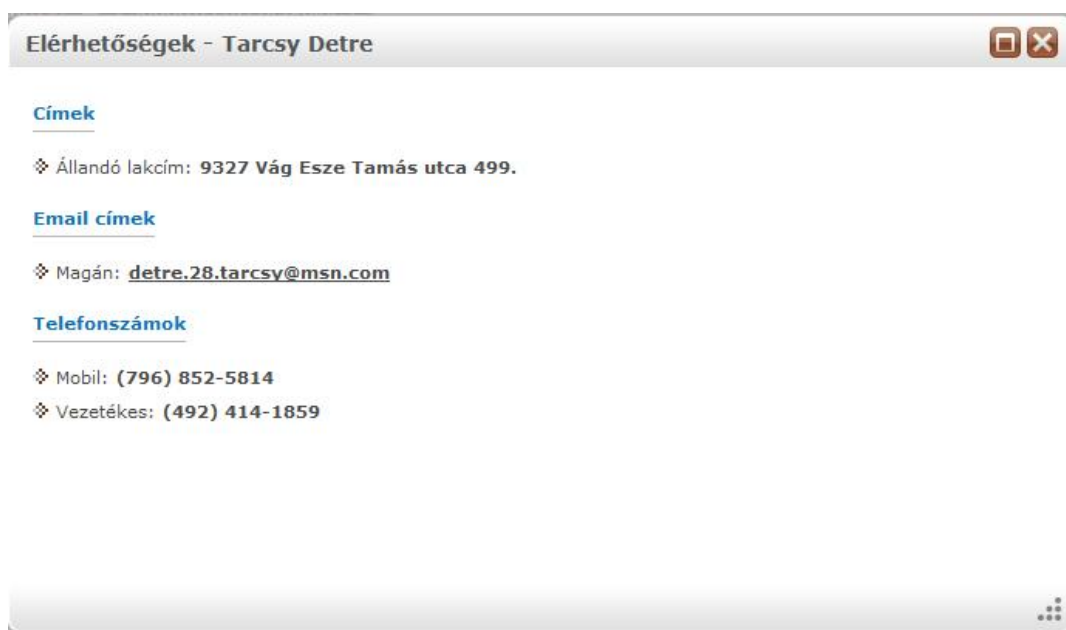 Elérhetőségek - Tarcsy Detre
Címek
Állandó lakcím: 9327 Vág Esze Tamás utca 499.
Email címek
Magán: detre.28.tarcsy@msn.com
Telefonszámok
Mobil: (796) 852-5814
Vezetékes: (492) 414-1859